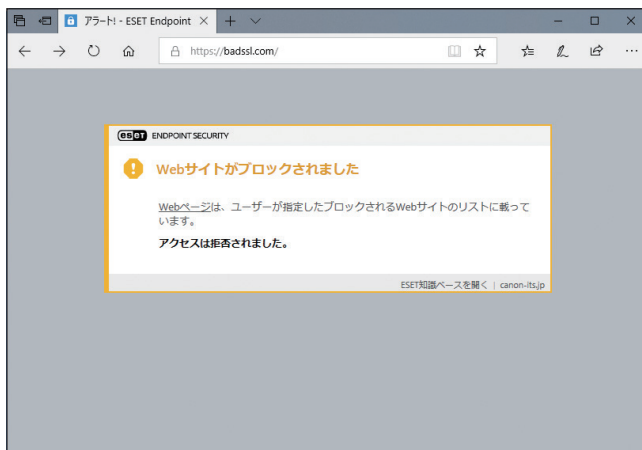 アラート! - ESET Endpoint
https://badssl.com/
eset ENDPOINT SECURITY
Webサイトがブロックされました
Webページは、ユーザーが指定したブロックされるWebサイトのリストに載って
います。
アクセスは拒否されました。
ESET知識ベースを開く | canon-its.jp